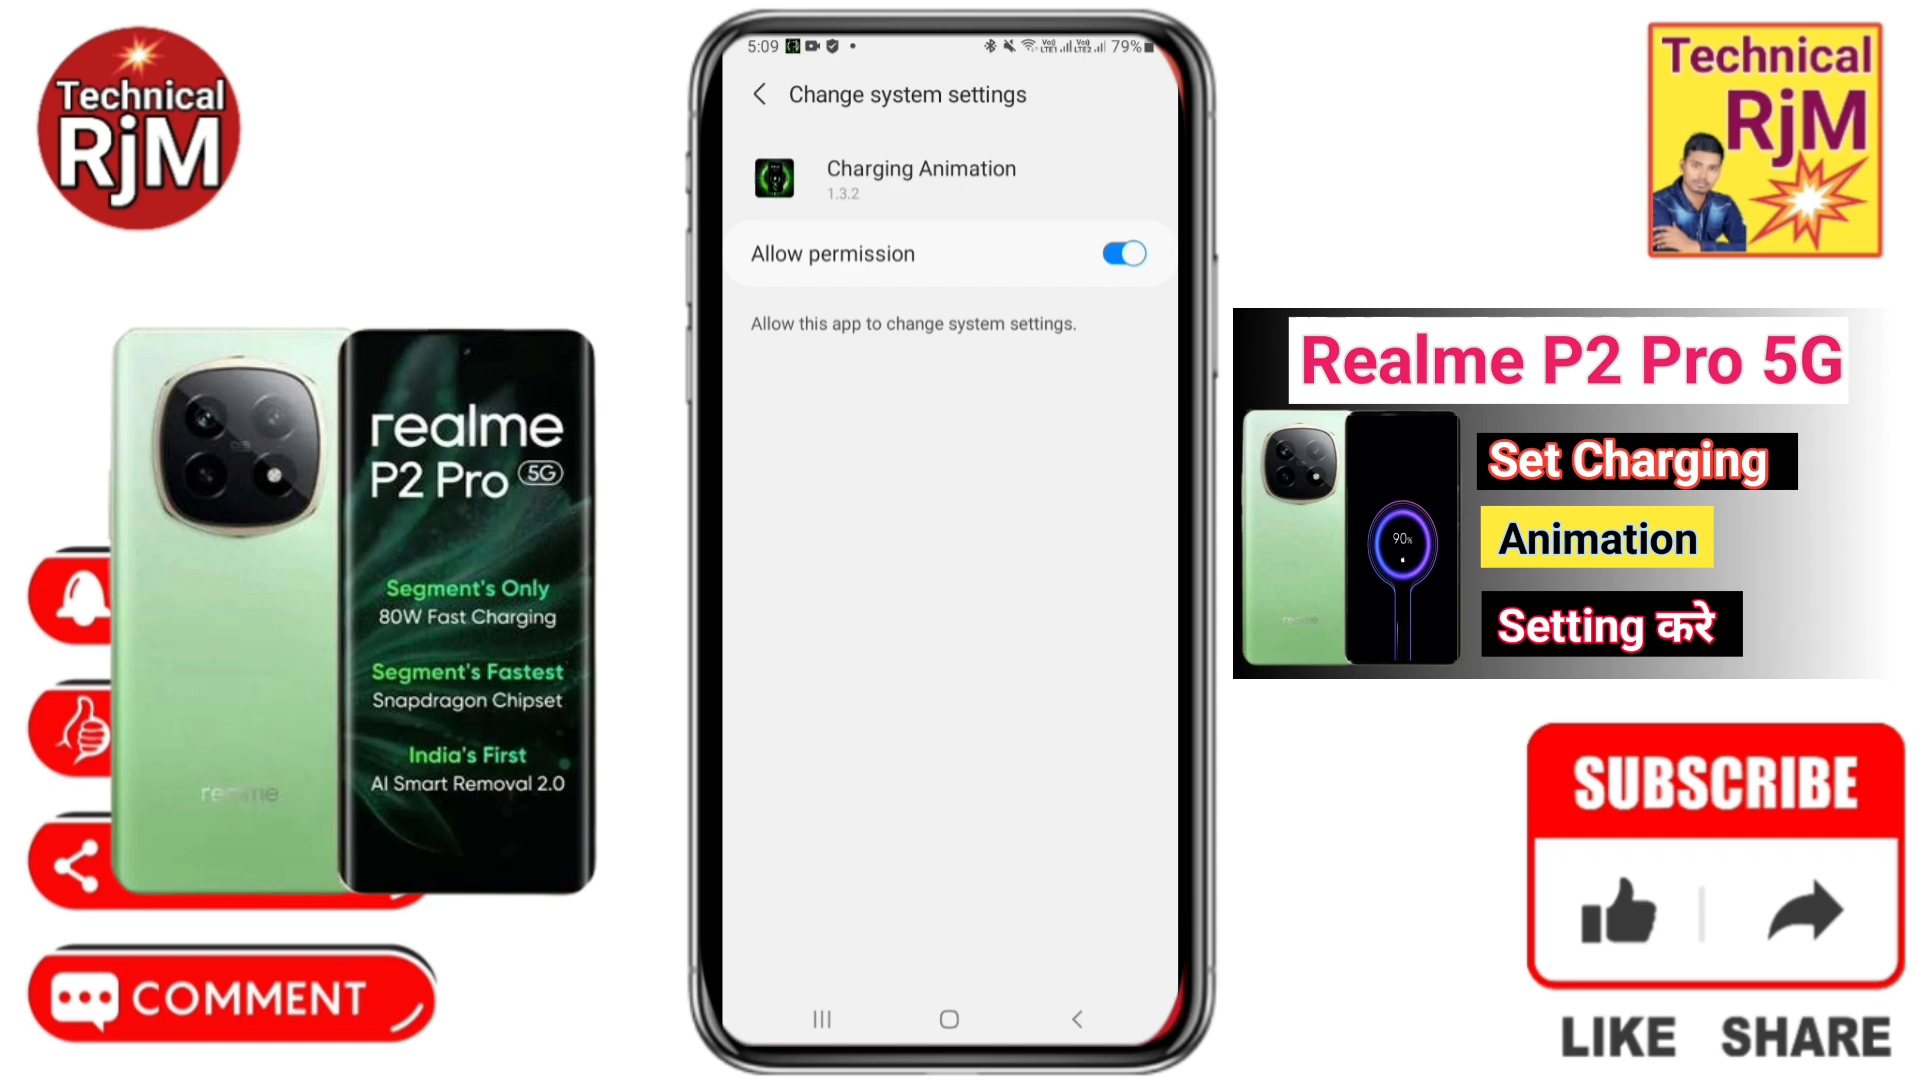 Technical
RjM
5:09
79%
Change system settings
Charging Animation
1.3.2
Allow permission
Allow this app to change system settings.
Technical
RjM
realme
P2 Pro 5G
Segment's Only
80W Fast Charging
Segment's Fastest
Snapdragon Chipset
India's First
AI Smart Removal 2.0
realme
COMMENT
Realme P2 Pro 5G
Set Charging
Animation
Setting करे
90%
realme
SUBSCRIBE
LIKE SHARE